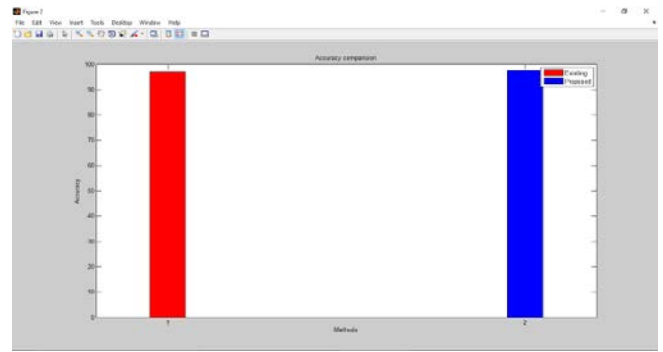 Figure 2
File Edit View Insert Tools Desktop Window Help
Accuracy comparision
Existing
Proposed
100
90
80
70
60
50
40
30
20
10
0
Accuracy
1 2
Methods